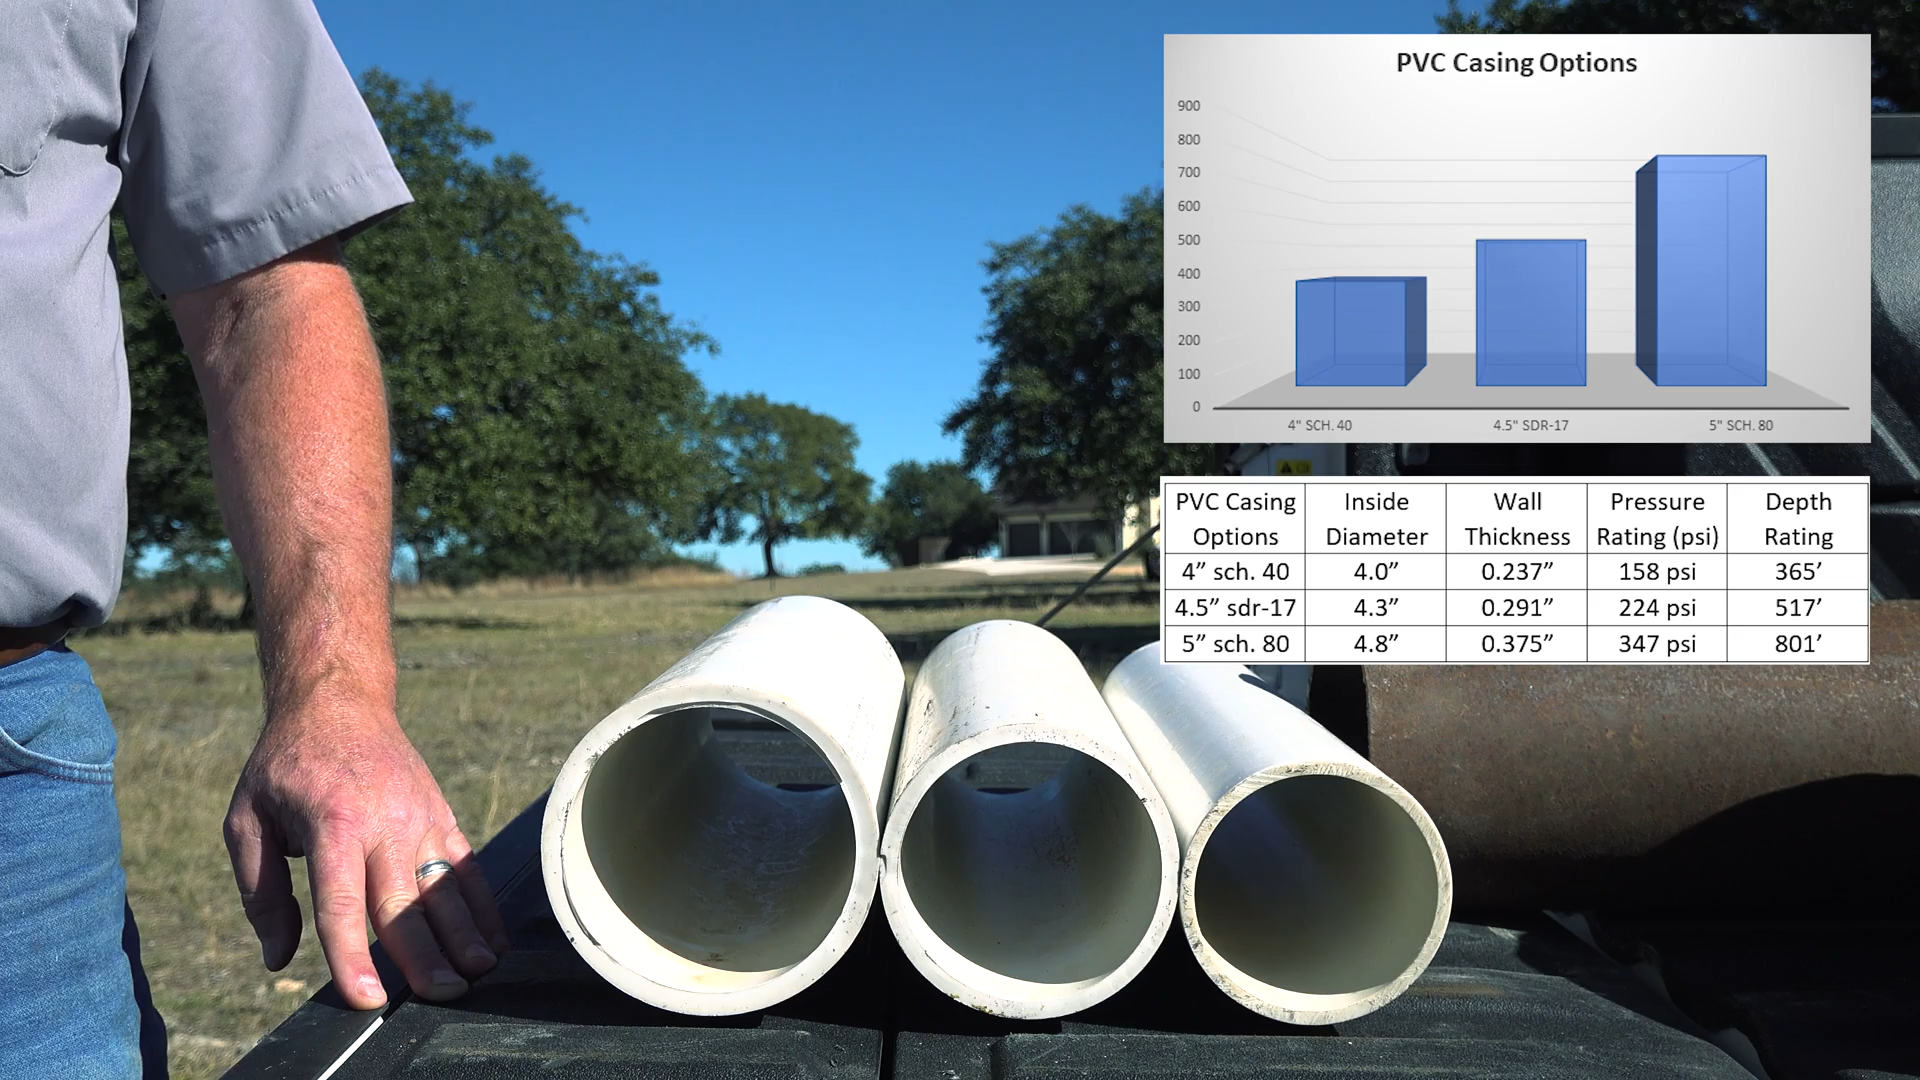 PVC Casing Options
900
800
700
600
500
400
300
200
100
0
4" SCH. 40
4.5" SDR-17
5" SCH. 80
PVC Casing Options Inside Diameter Wall Thickness Pressure Rating (psi) Depth Rating
4” sch. 40 4.0” 0.237” 158 psi 365’
4.5” sdr-17 4.3” 0.291” 224 psi 517’
5” sch. 80 4.8” 0.375” 347 psi 801’